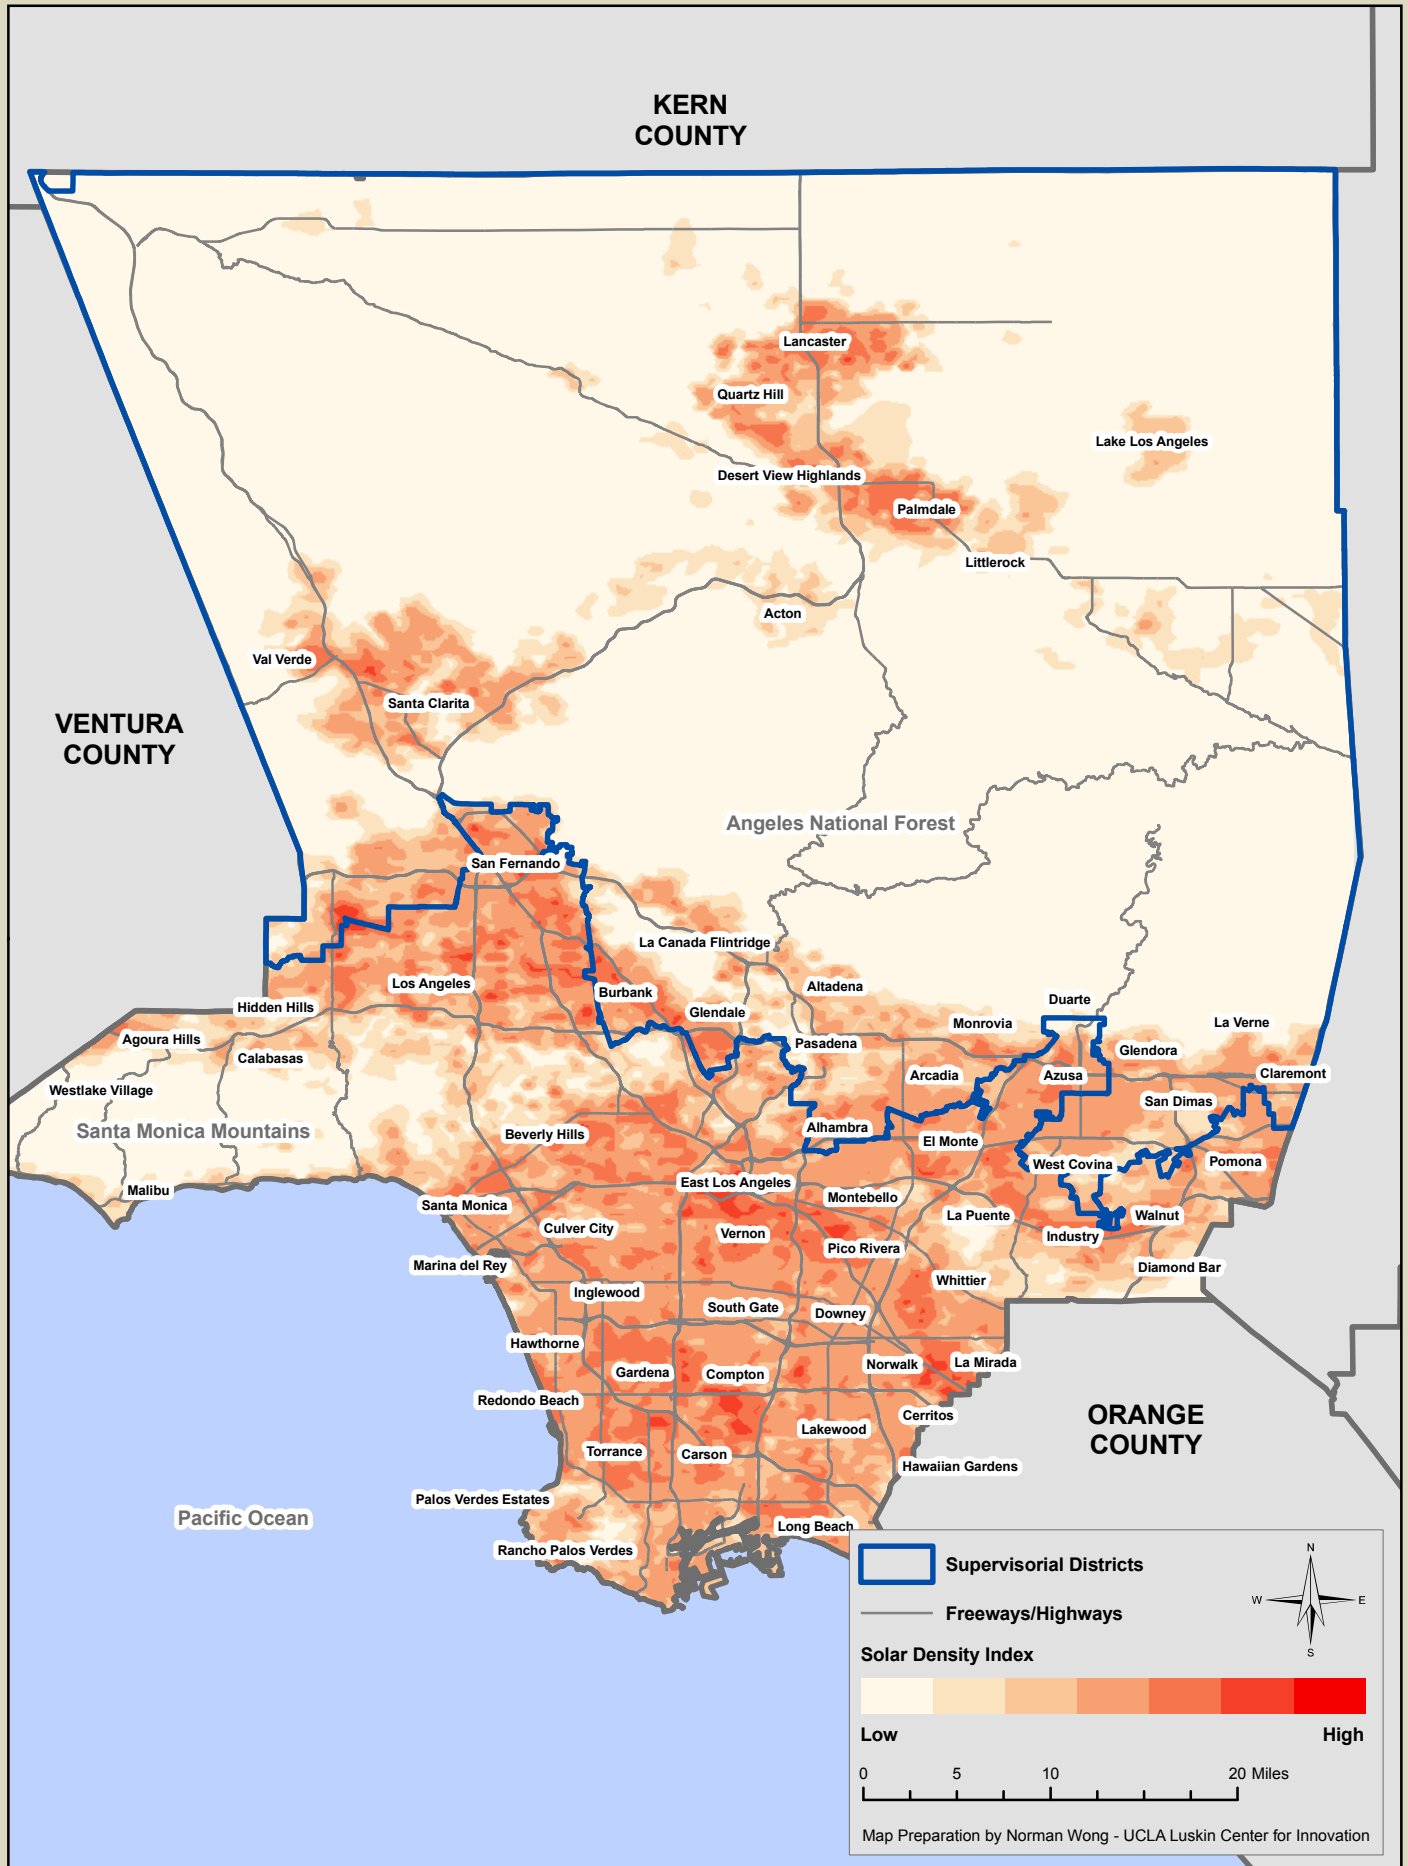 KERN
COUNTY
Lancaster
Quartz Hill
Lake Los Angeles
Desert View Highlands
Palmdale
Littlerock
Acton
Val Verde
Santa Clarita
VENTURA
COUNTY
Angeles National Forest
San Fernando
La Canada Flintridge
Los Angeles
Altadena
Burbank
Duarte
Hidden Hills
Glendale
Monrovia
La Verne
Agoura Hills
Pasadena
Glendora
Calabasas
Arcadia
Azusa
Claremont
Westlake Village
San Dimas
Santa Monica Mountains
Beverly Hills
Alhambra
El Monte
West Covina
Pomona
East Los Angeles
Malibu
Montebello
Santa Monica
La Puente
Walnut
Culver City
Vernon
Industry
Pico Rivera
Marina del Rey
Diamond Bar
Whittier
Inglewood
South Gate
Downey
Hawthorne
Norwalk
La Mirada
Gardena
Compton
Redondo Beach
Cerritos
ORANGE
COUNTY
Lakewood
Torrance
Carson
Hawaiian Gardens
Palos Verdes Estates
Pacific Ocean
Long Beach
Rancho Palos Verdes
Supervisorial Districts
Freeways/Highways
N
W
E
S
Solar Density Index
Low
High
0
5
10
20 Miles
Map Preparation by Norman Wong - UCLA Luskin Center for Innovation